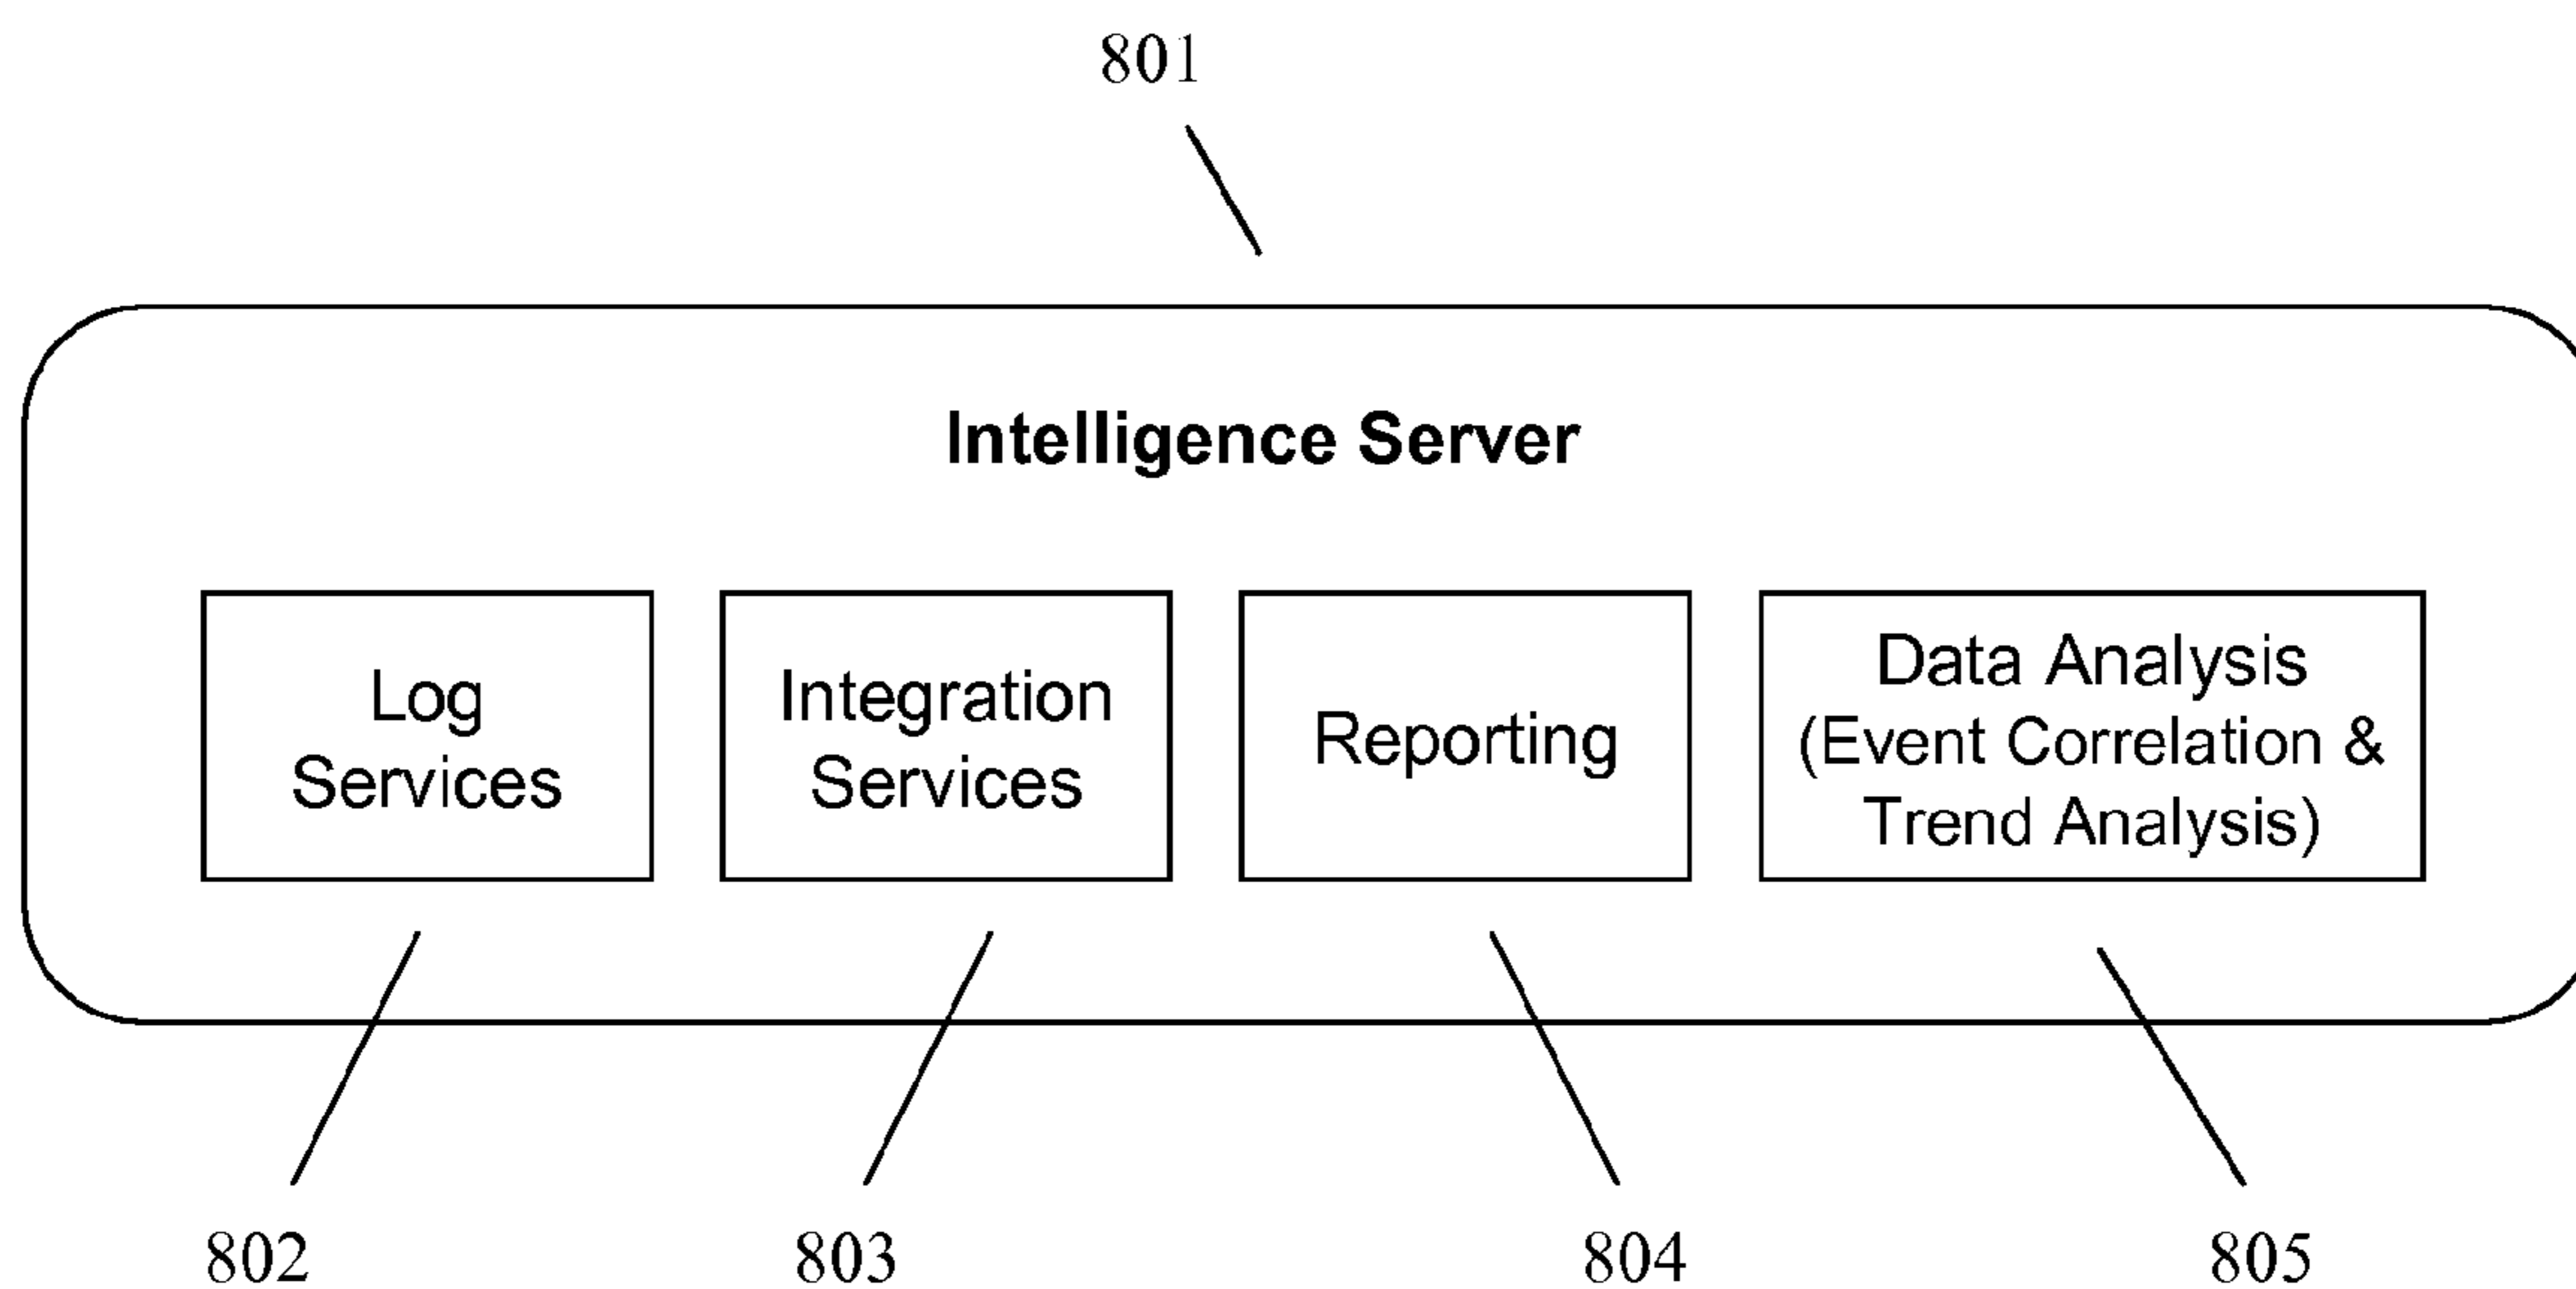 801
Intelligence Server
Log
Services
Integration
Services
Reporting
Data Analysis
(Event Correlation &
Trend Analysis)
802
803
804
805